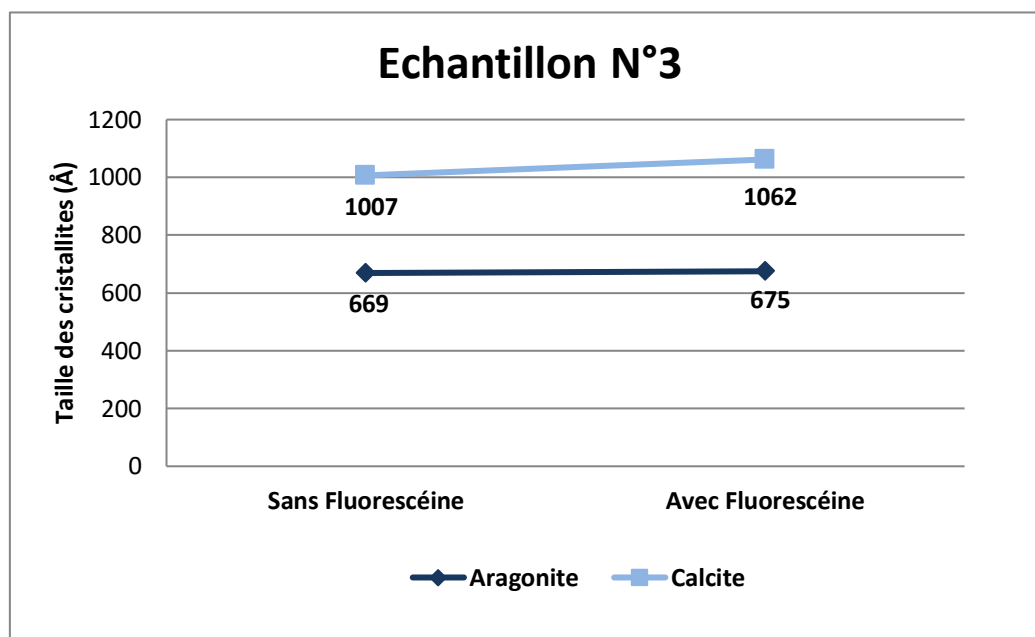 Echantillon N°3
Taille des cristallites (Å)
1200
1000
800
600
400
200
0
1007
1062
669
675
Sans Fluorescéine
Avec Fluorescéine
Aragonite
Calcite